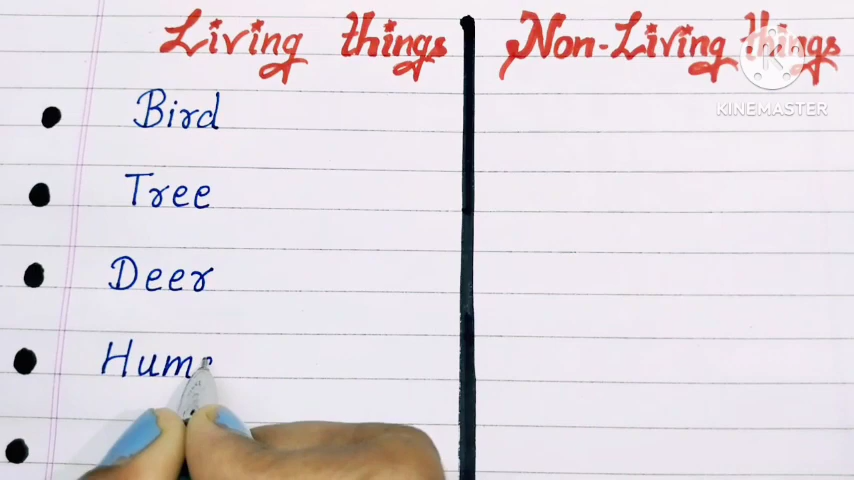 Living things Non-Living things
KINEMASTER
Bird
Tree
Deer
Hum